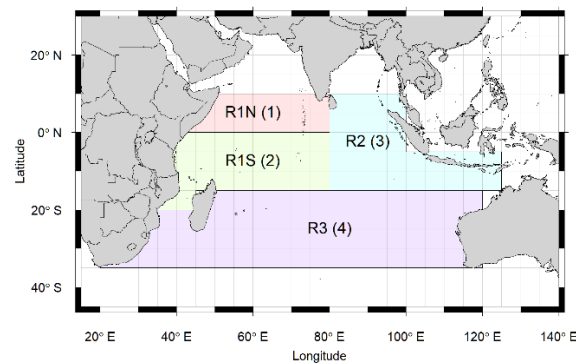 20° N
0° N
20° S
40° S
Latitude
R1N (1)
R2 (3)
R1S (2)
R3 (4)
20° E
40° E
60° E
80° E
100° E
120° E
140° E
Longitude